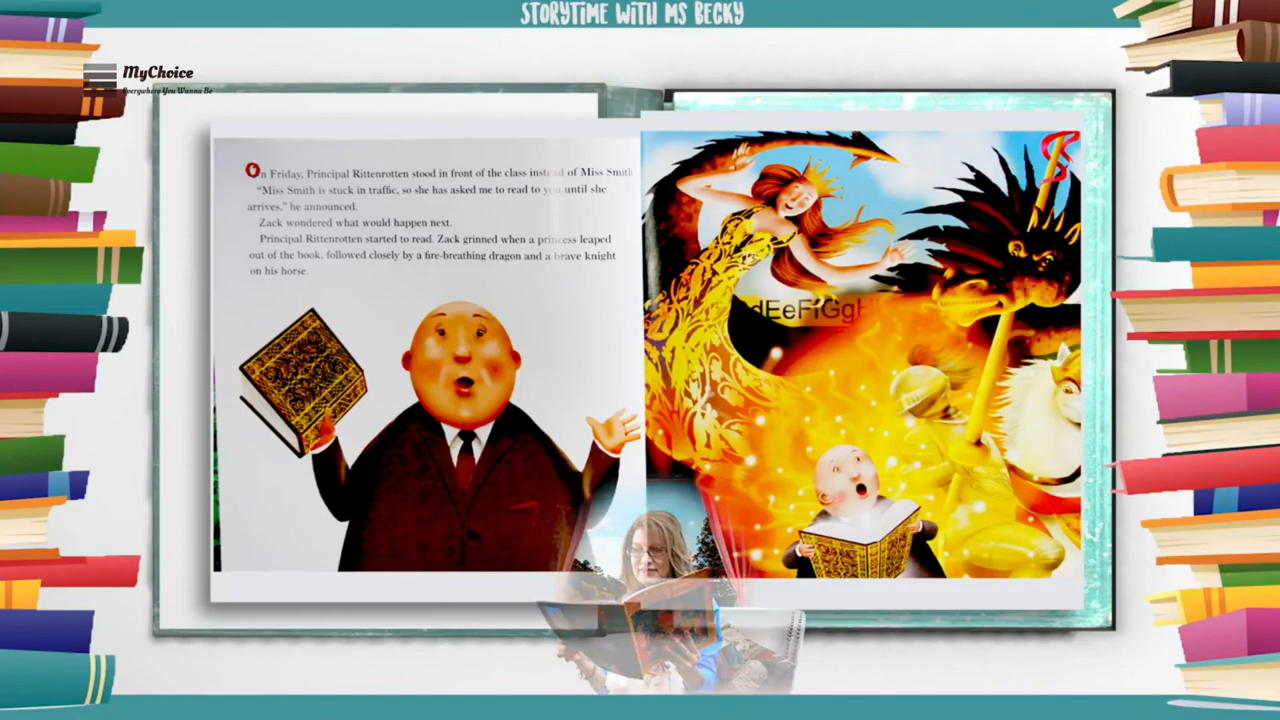 STORYTIME WITH MS BECKY
MyChoice
Everywhere You Wanna Be
On Friday, Principal Rittenrotten stood in front of the class instead of Miss Smith
"Miss Smith is stuck in traffic, so she has asked me to read to you until she
arrives," he announced.
Zack wondered what would happen next.
Principal Rittenrotten started to read. Zack grinned when a princess leaped
out of the book, followed closely by a fire-breathing dragon and a brave knight
on his horse.
dEeFfGgH